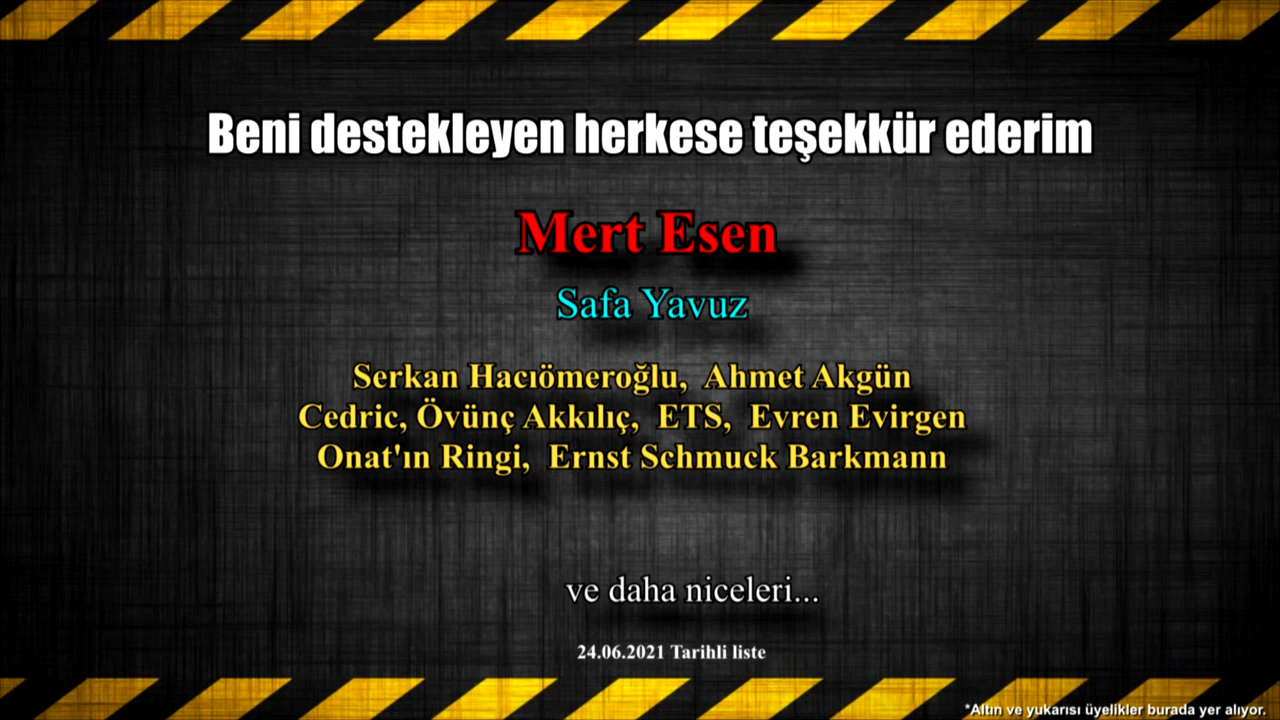 Beni destekleyen herkese teşekkür ederim
Mert Esen
Safa Yavuz
Serkan Hacıömeroğlu, Ahmet Akgün
Cedric, Övünç Akkılıç, ETS, Evren Evirgen
Onat'ın Ringi, Ernst Schmuck Barkmann
ve daha niceleri...
24.06.2021 Tarihli liste
*Altın ve yukarısı üyelikler burada yer alıyor.